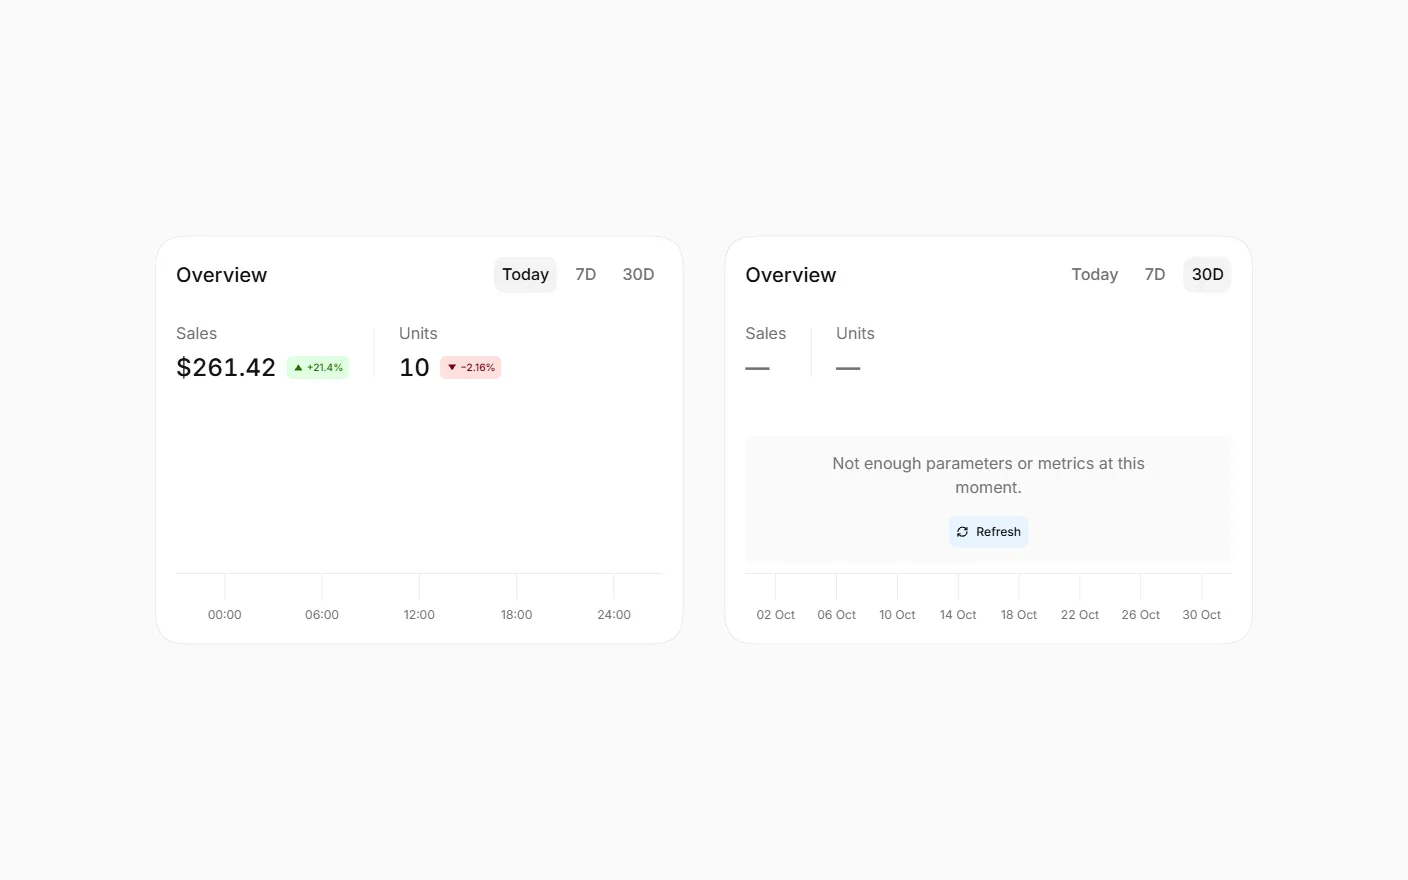 Overview
Today 7D 30D
Sales
$261.42 +21.4%
Units
10 −2.16%
00:00 06:00 12:00 18:00 24:00
Overview
Today 7D 30D
Sales
—
Units
—
Not enough parameters or metrics at this
moment.
Refresh
02 Oct 06 Oct 10 Oct 14 Oct 18 Oct 22 Oct 26 Oct 30 Oct